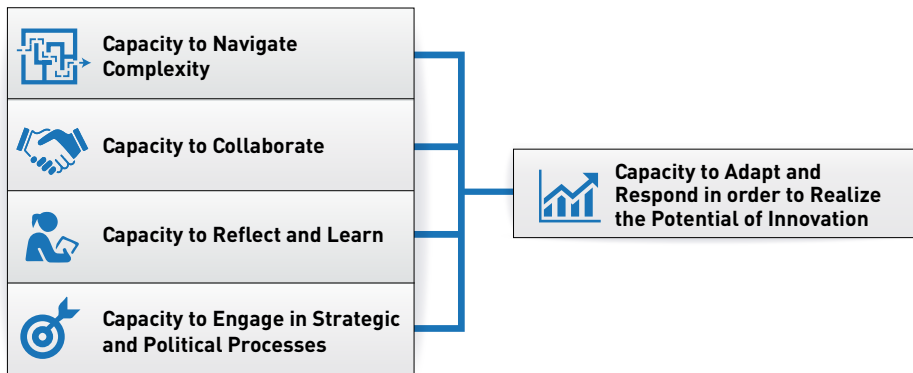 Capacity to Navigate
Complexity
Capacity to Collaborate
Capacity to Reflect and Learn
Capacity to Engage in Strategic
and Political Processes
Capacity to Adapt and
Respond in order to Realize
the Potential of Innovation